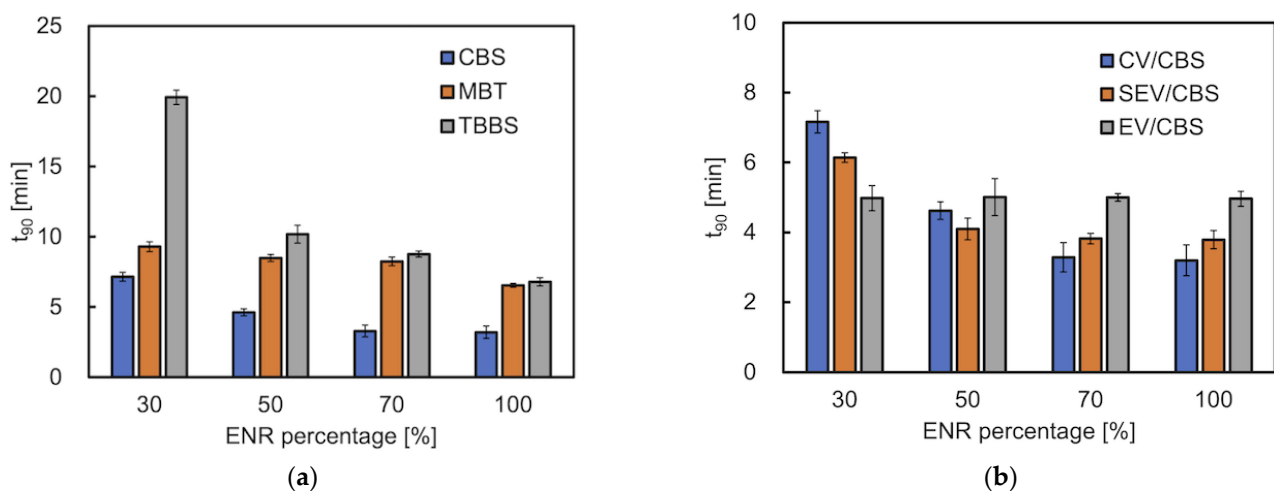 25
20
15
10
5
0
t90 [min]
CBS
MBT
TBBS
30 50 70 100
ENR percentage [%]
(a)
10
8
6
4
2
0
t90 [min]
CV/CBS
SEV/CBS
EV/CBS
30 50 70 100
ENR percentage [%]
(b)